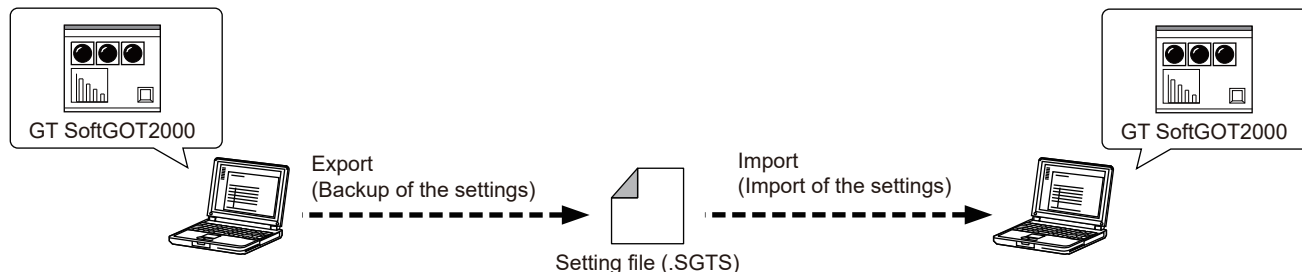 GT SoftGOT2000
Export
(Backup of the settings)
Setting file (.SGTS)
Import
(Import of the settings)
GT SoftGOT2000